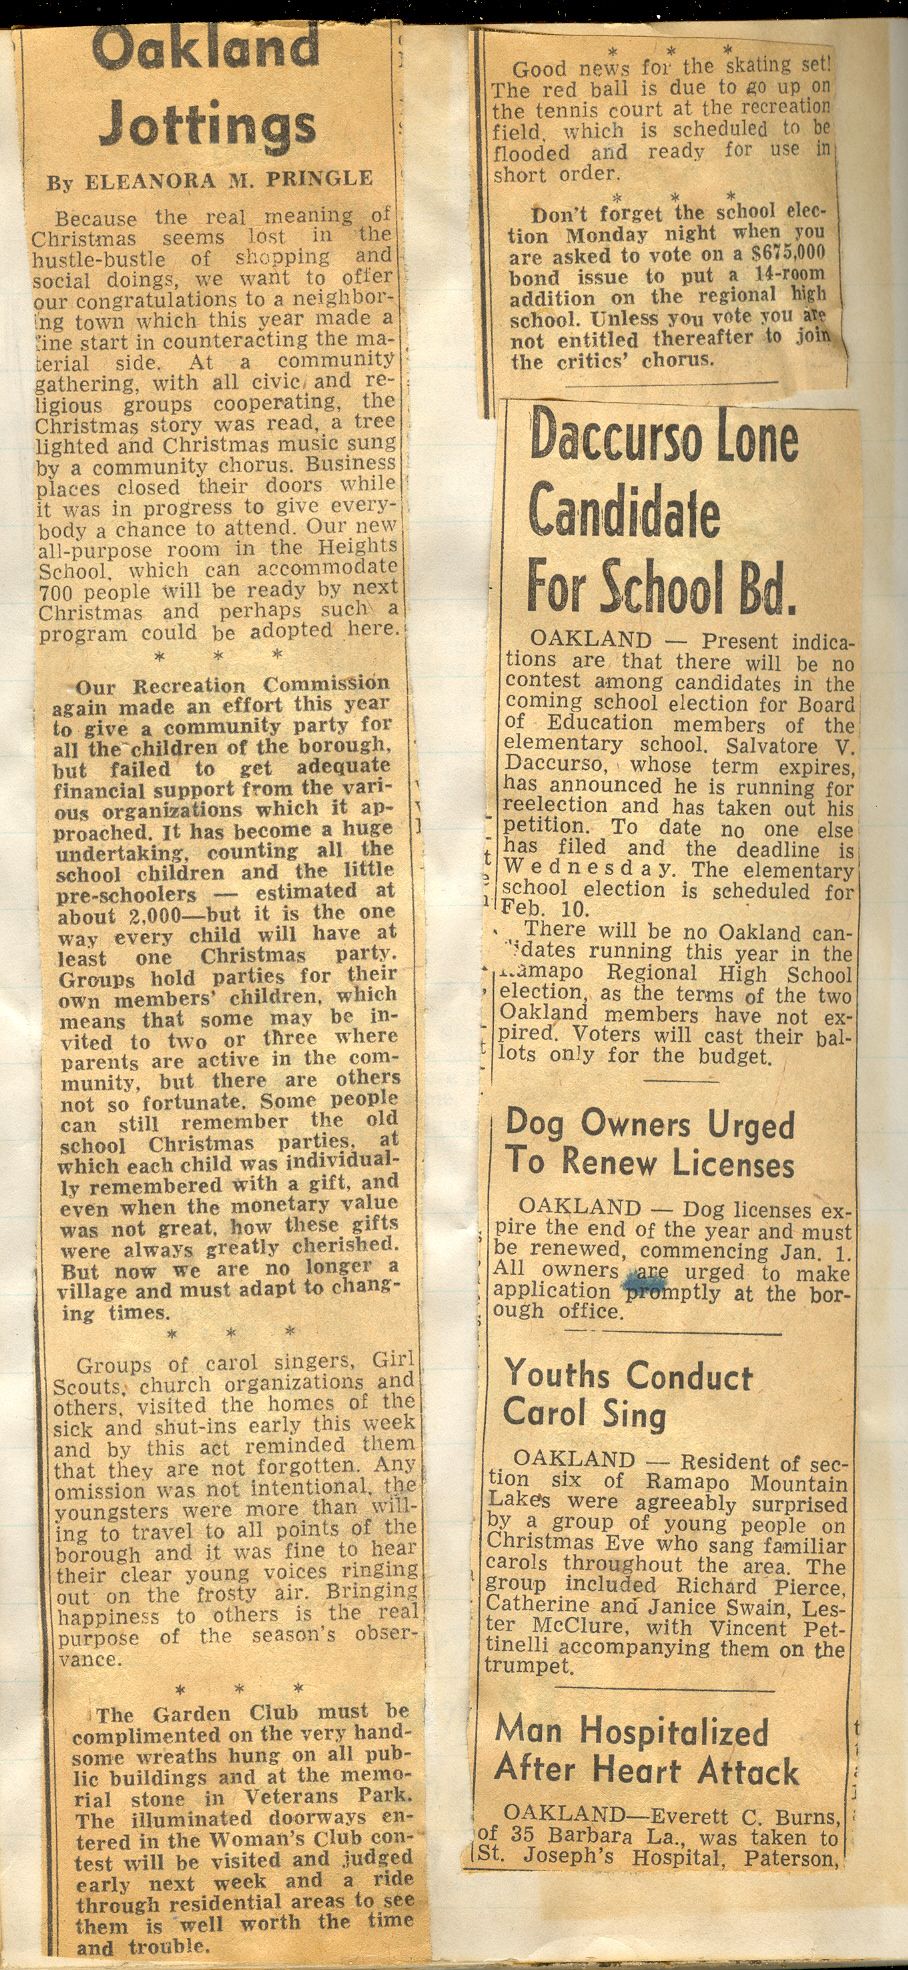 Oakland
Jottings
By ELEANORA M. PRINGLE
Because the real meaning of
Christmas seems lost in the
hustle-bustle of shopping and
social doings, we want to offer
our congratulations to a neighbor-
ing town which this year made a
fine start in counteracting the ma-
terial side. At a community
gathering, with all civic and re-
ligious groups cooperating, the
Christmas story was read, a tree
lighted and Christmas music sung
by a community chorus. Business
places closed their doors while
it was in progress to give every-
body a chance to attend. Our new
all-purpose room in the Heights
School, which can accommodate
700 people will be ready by next
Christmas and perhaps such a
program could be adopted here.
* * *
Our Recreation Commission
again made an effort this year
to give a community party for
all the children of the borough,
but failed to get adequate
financial support from the vari-
ous organizations which it ap-
proached. It has become a huge
undertaking, counting all the
school children and the little
pre-schoolers — estimated at
about 2,000—but it is the one
way every child will have at
least one Christmas party.
Groups hold parties for their
own members' children, which
means that some may be in-
vited to two or three where
parents are active in the com-
munity, but there are others
not so fortunate. Some people
can still remember the old
school Christmas parties, at
which each child was individual-
ly remembered with a gift, and
even when the monetary value
was not great, how these gifts
were always greatly cherished.
But now we are no longer a
village and must adapt to chang-
ing times.
* * *
Groups of carol singers, Girl
Scouts, church organizations and
others, visited the homes of the
sick and shut-ins early this week
and by this act reminded them
that they are not forgotten. Any
omission was not intentional, the
youngsters were more than will-
ing to travel to all points of the
borough and it was fine to hear
their clear young voices ringing
out on the frosty air. Bringing
happiness to others is the real
purpose of the season's obser-
vance.
* * *
The Garden Club must be
complimented on the very hand-
some wreaths hung on all pub-
lic buildings and at the memo-
rial stone in Veterans Park.
The illuminated doorways en-
tered in the Woman's Club con-
test will be visited and judged
early next week and a ride
through residential areas to see
them is well worth the time
and trouble.
* * *
Good news for the skating set!
The red ball is due to go up on
the tennis court at the recreation
field, which is scheduled to be
flooded and ready for use in
short order.
* * *
Don't forget the school elec-
tion Monday night when you
are asked to vote on a $675,000
bond issue to put a 14-room
addition on the regional high
school. Unless you vote you are
not entitled thereafter to join
the critics' chorus.
Daccurso Lone
Candidate
For School Bd.
OAKLAND — Present indica-
tions are that there will be no
contest among candidates in the
coming school election for Board
of Education members of the
elementary school. Salvatore V.
Daccurso, whose term expires,
has announced he is running for
reelection and has taken out his
petition. To date no one else
has filed and the deadline is
Wednesday. The elementary
school election is scheduled for
Feb. 10.
There will be no Oakland can-
didates running this year in the
Ramapo Regional High School
election, as the terms of the two
Oakland members have not ex-
pired. Voters will cast their bal-
lots only for the budget.
Dog Owners Urged
To Renew Licenses
OAKLAND — Dog licenses ex-
pire the end of the year and must
be renewed, commencing Jan. 1.
All owners are urged to make
application promptly at the bor-
ough office.
Youths Conduct
Carol Sing
OAKLAND — Resident of sec-
tion six of Ramapo Mountain
Lakes were agreeably surprised
by a group of young people on
Christmas Eve who sang familiar
carols throughout the area. The
group included Richard Pierce,
Catherine and Janice Swain, Les-
ter McClure, with Vincent Pet-
tinelli accompanying them on the
trumpet.
Man Hospitalized
After Heart Attack
OAKLAND—Everett C. Burns,
of 35 Barbara La., was taken to
St. Joseph's Hospital, Paterson,